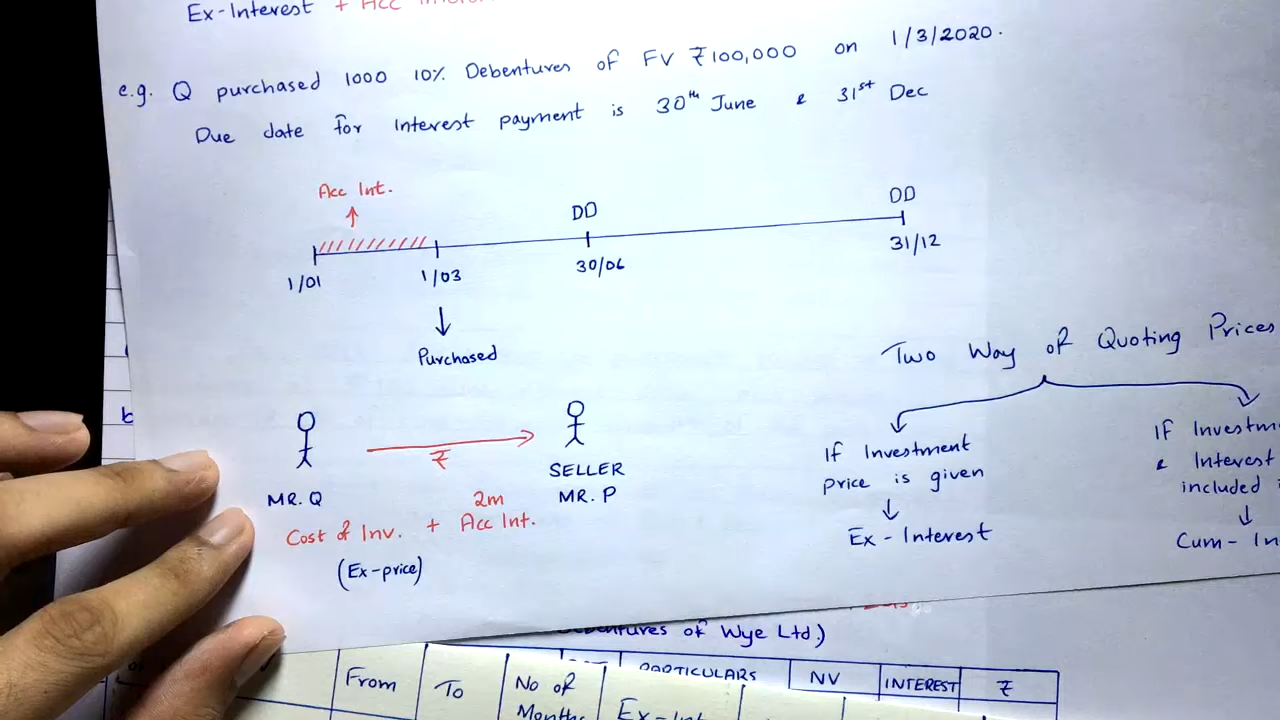 Ex-Interest +
e.g. Q purchased 1000 10% Debentures of FV ₹100,000 on 1/3/2020.
Due date for Interest payment is 30th June & 31st Dec
Acc Int.
DD
DD
1/01
1/03
30/06
31/12
Purchased
Two Way of Quoting Prices
If Investment
price is given
Ex-Interest
If
& Interest
included
Cum-
₹
MR. Q
SELLER
MR. P
2m
Cost of Inv. + Acc Int.
(Ex-price)
of Wye Ltd.)
From
To
No of
Months
PARTICULARS
NV
INTEREST
₹